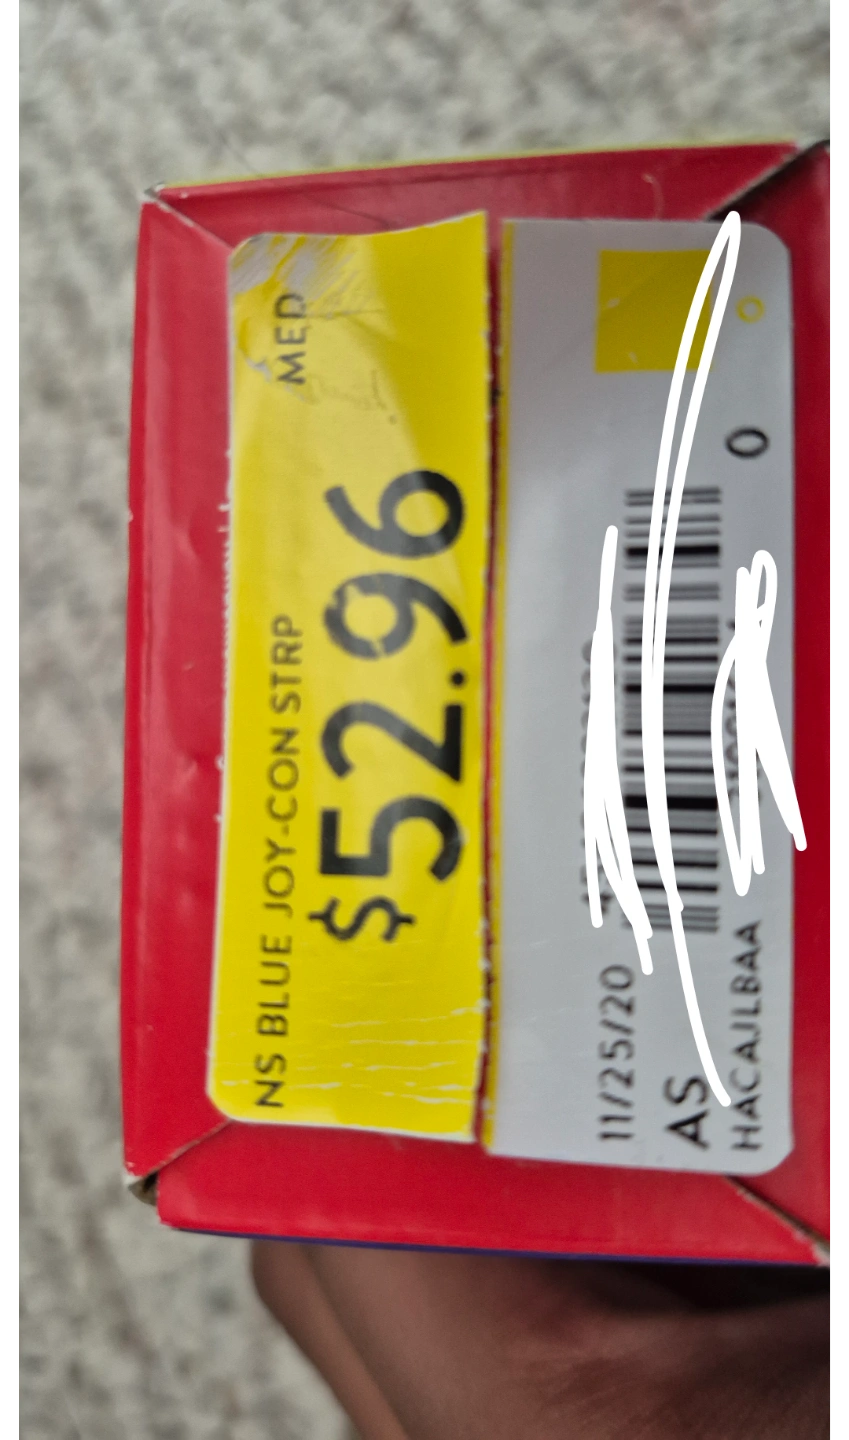 NS BLUE JOY-CON STRP MED
$52.96
11/25/20
AS
HACAJLBAA 0